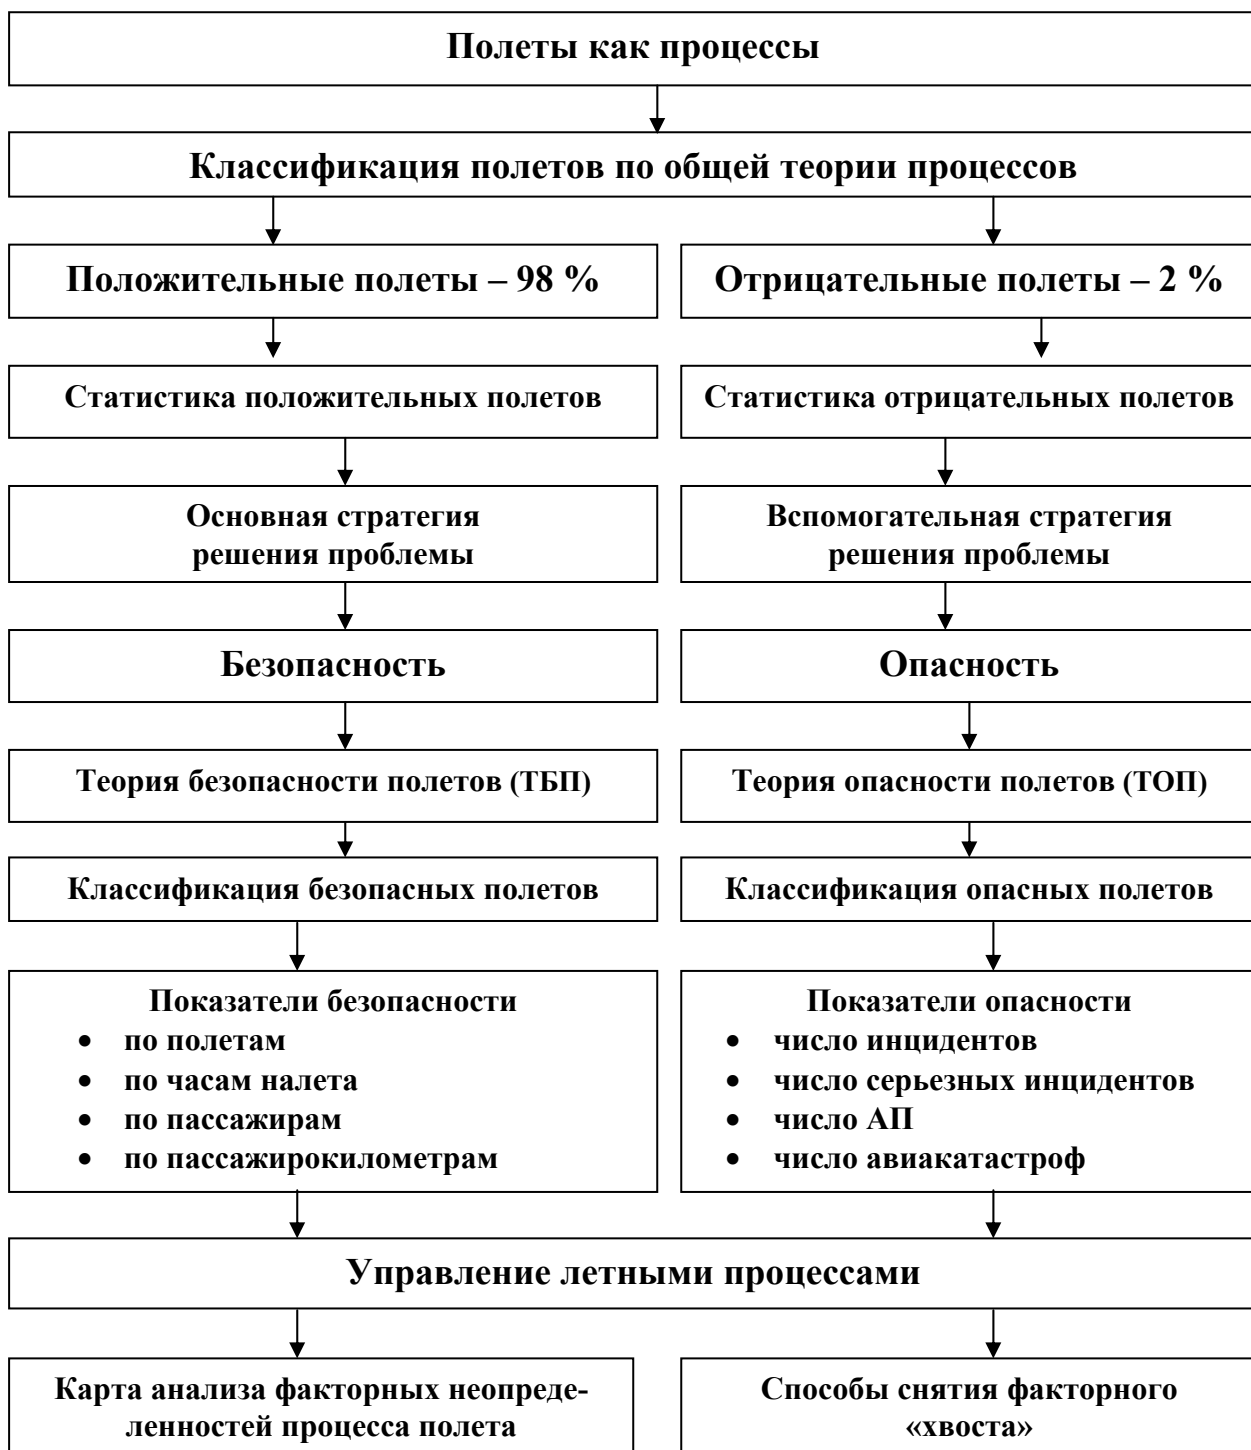 Полеты как процессы
Классификация полетов по общей теории процессов
Положительные полеты – 98 %
Отрицательные полеты – 2 %
Статистика положительных полетов
Статистика отрицательных полетов
Основная стратегия
решения проблемы
Вспомогательная стратегия
решения проблемы
Безопасность
Опасность
Теория безопасности полетов (ТБП)
Теория опасности полетов (ТОП)
Классификация безопасных полетов
Классификация опасных полетов
Показатели безопасности
• по полетам
• по часам налета
• по пассажирам
• по пассажирокилометрам
Показатели опасности
• число инцидентов
• число серьезных инцидентов
• число АП
• число авиакатастроф
Управление летными процессами
Карта анализа факторных неопреде-
ленностей процесса полета
Способы снятия факторного
«хвоста»